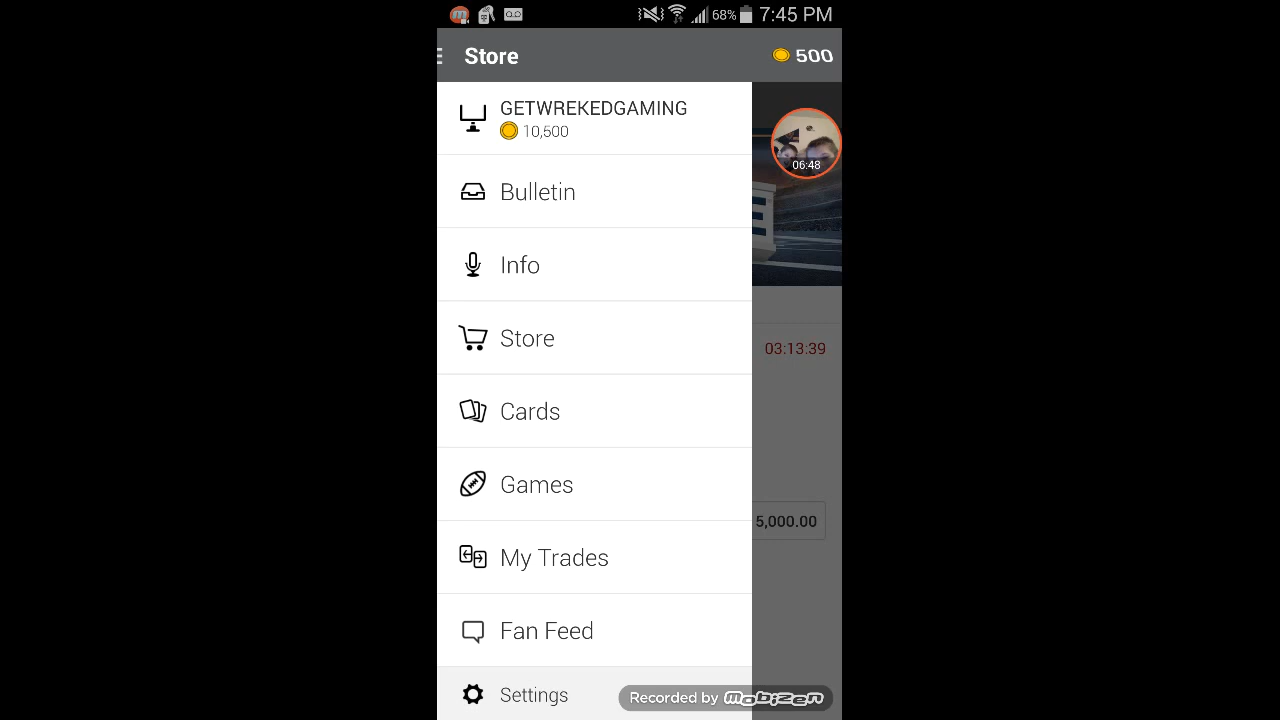 68% 7:45 PM
Store 500
GETWREKEDGAMING
10,500
06:48
Bulletin
Info
Store
03:13:39
Cards
Games
5,000.00
My Trades
Fan Feed
Settings
Recorded by mobizen